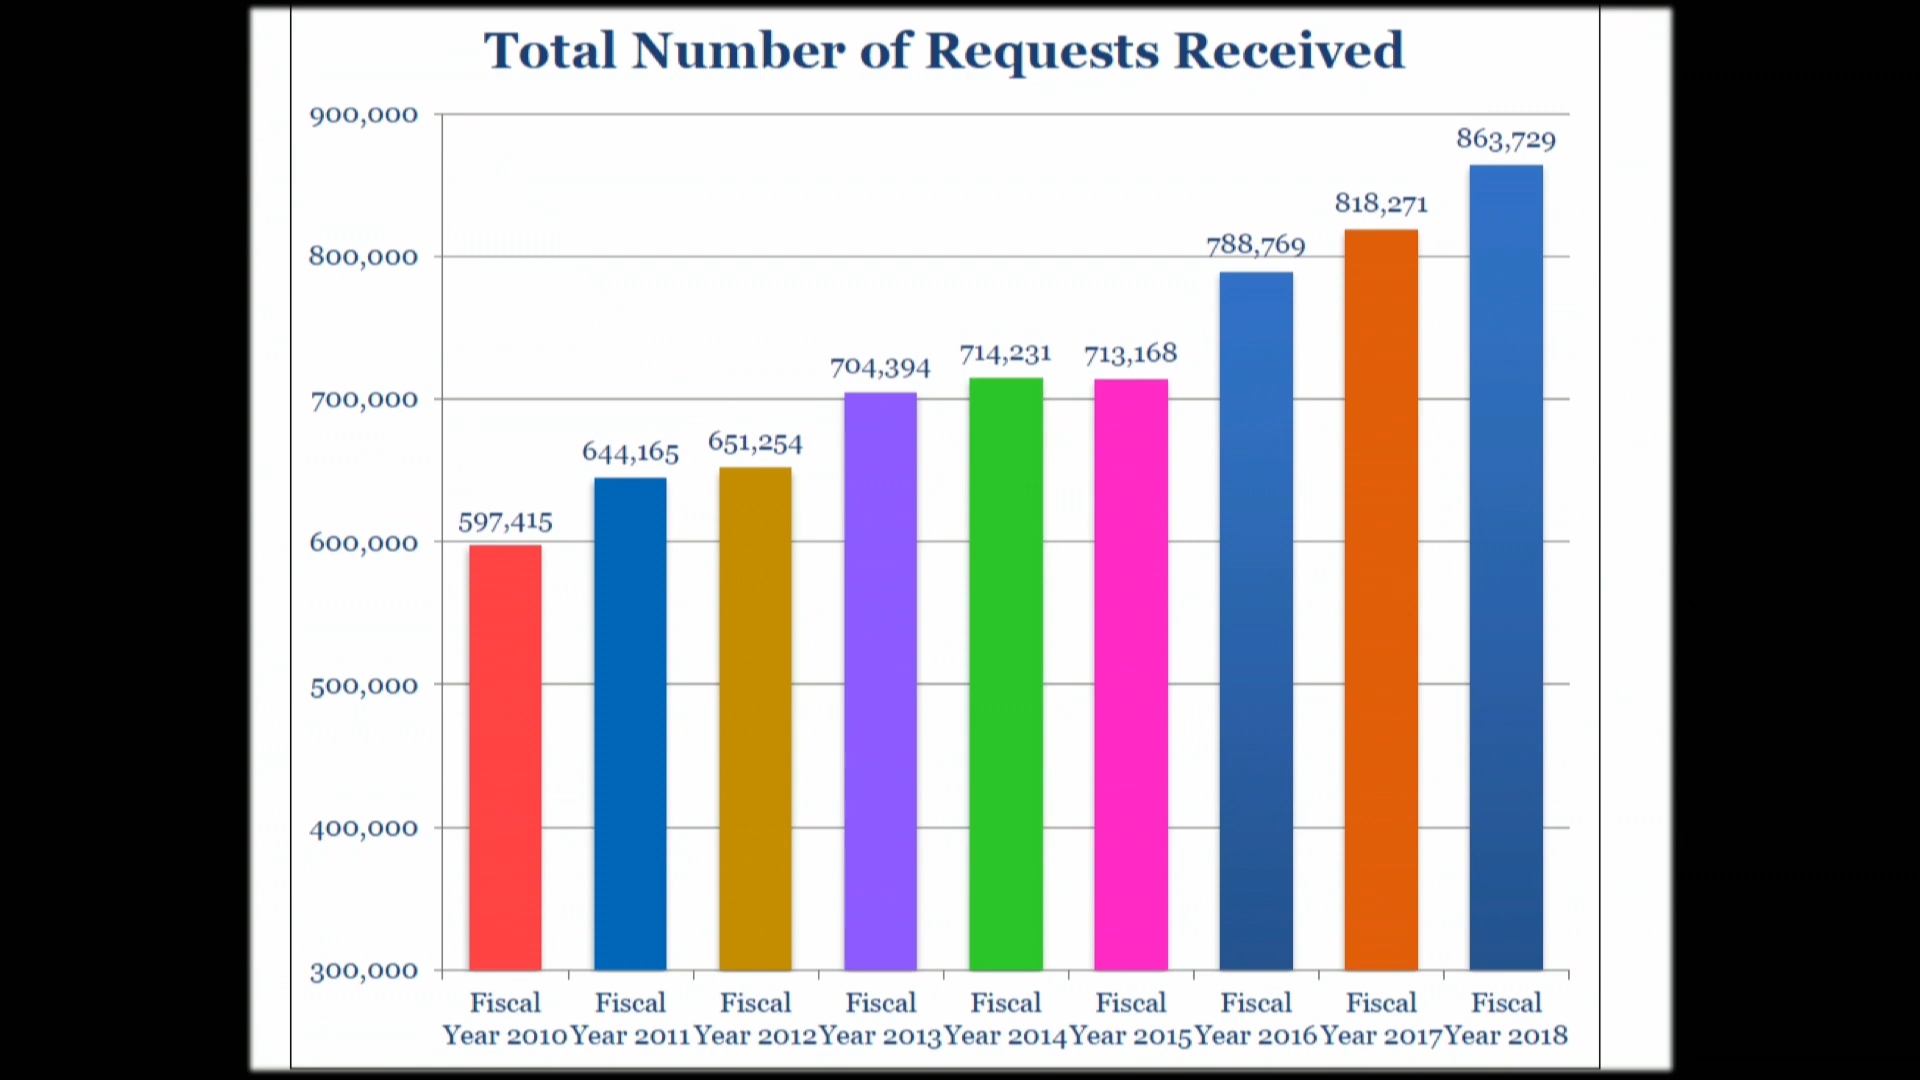 Total Number of Requests Received
900,000
800,000
700,000
600,000
500,000
400,000
300,000
597,415
644,165
651,254
704,394
714,231
713,168
788,769
818,271
863,729
Fiscal
Year 2010
Fiscal
Year 2011
Fiscal
Year 2012
Fiscal
Year 2013
Fiscal
Year 2014
Fiscal
Year 2015
Fiscal
Year 2016
Fiscal
Year 2017
Fiscal
Year 2018